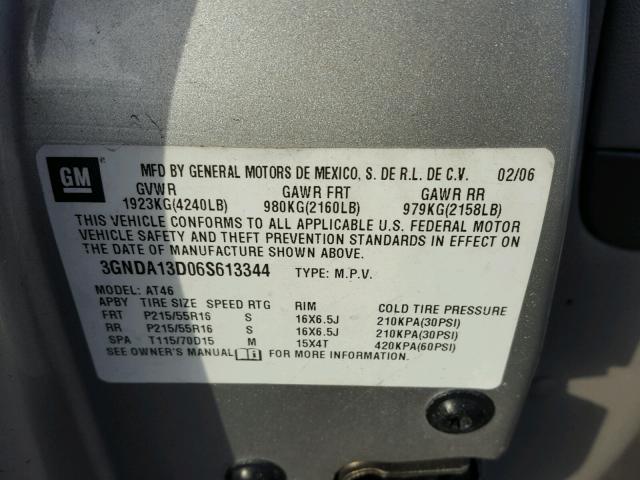 GM MFD BY GENERAL MOTORS DE MEXICO, S. DE R.L. DE C.V. 02/06
GVWR GAWR FRT GAWR RR
1923KG(4240LB) 980KG(2160LB) 979KG(2158LB)
THIS VEHICLE CONFORMS TO ALL APPLICABLE U.S. FEDERAL MOTOR
VEHICLE SAFETY AND THEFT PREVENTION STANDARDS IN EFFECT ON
THE DATE OF MANUFACTURE SHOWN ABOVE.
3GNDA13D06S613344 TYPE: M.P.V.
MODEL: AT46
APBY TIRE SIZE SPEED RTG RIM COLD TIRE PRESSURE
FRT P215/55R16 S 16X6.5J 210KPA(30PSI)
RR P215/55R16 S 16X6.5J 210KPA(30PSI)
SPA T115/70D15 M 15X4T 420KPA(60PSI)
SEE OWNER'S MANUAL FOR MORE INFORMATION.